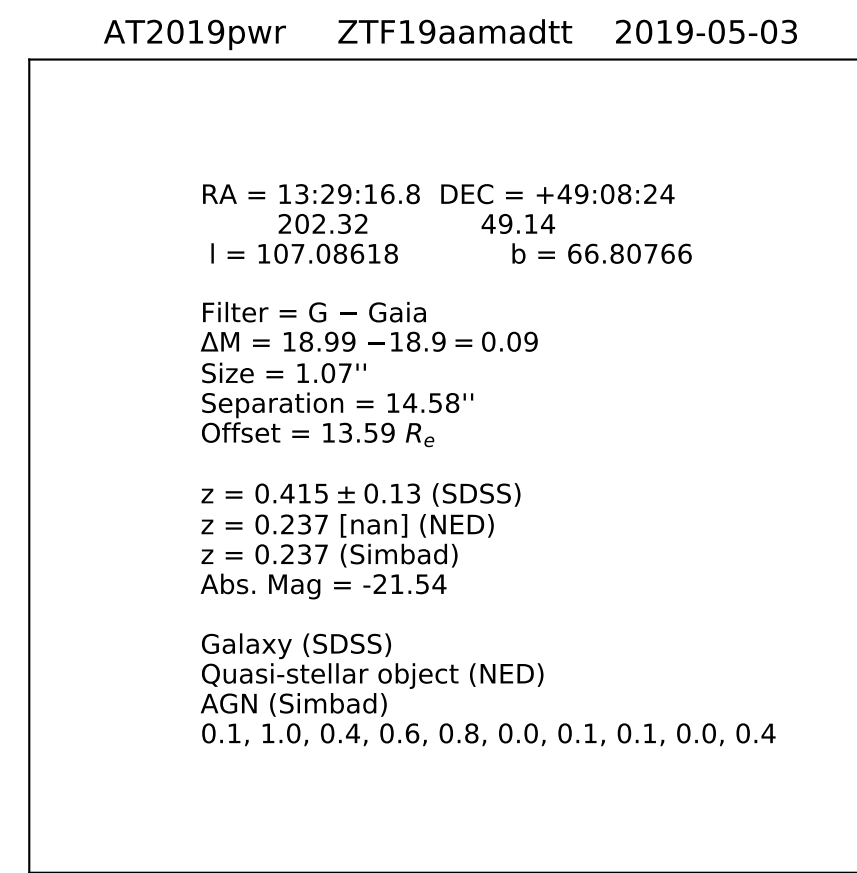 AT2019pwr ZTF19aamadtt 2019-05-03
RA = 13:29:16.8 DEC = +49:08:24
202.32 49.14
l = 107.08618 b = 66.80766
Filter = G − Gaia
ΔM = 18.99 −18.9 = 0.09
Size = 1.07''
Separation = 14.58''
Offset = 13.59 Rₑ
z = 0.415 ± 0.13 (SDSS)
z = 0.237 [nan] (NED)
z = 0.237 (Simbad)
Abs. Mag = -21.54
Galaxy (SDSS)
Quasi-stellar object (NED)
AGN (Simbad)
0.1, 1.0, 0.4, 0.6, 0.8, 0.0, 0.1, 0.1, 0.0, 0.4